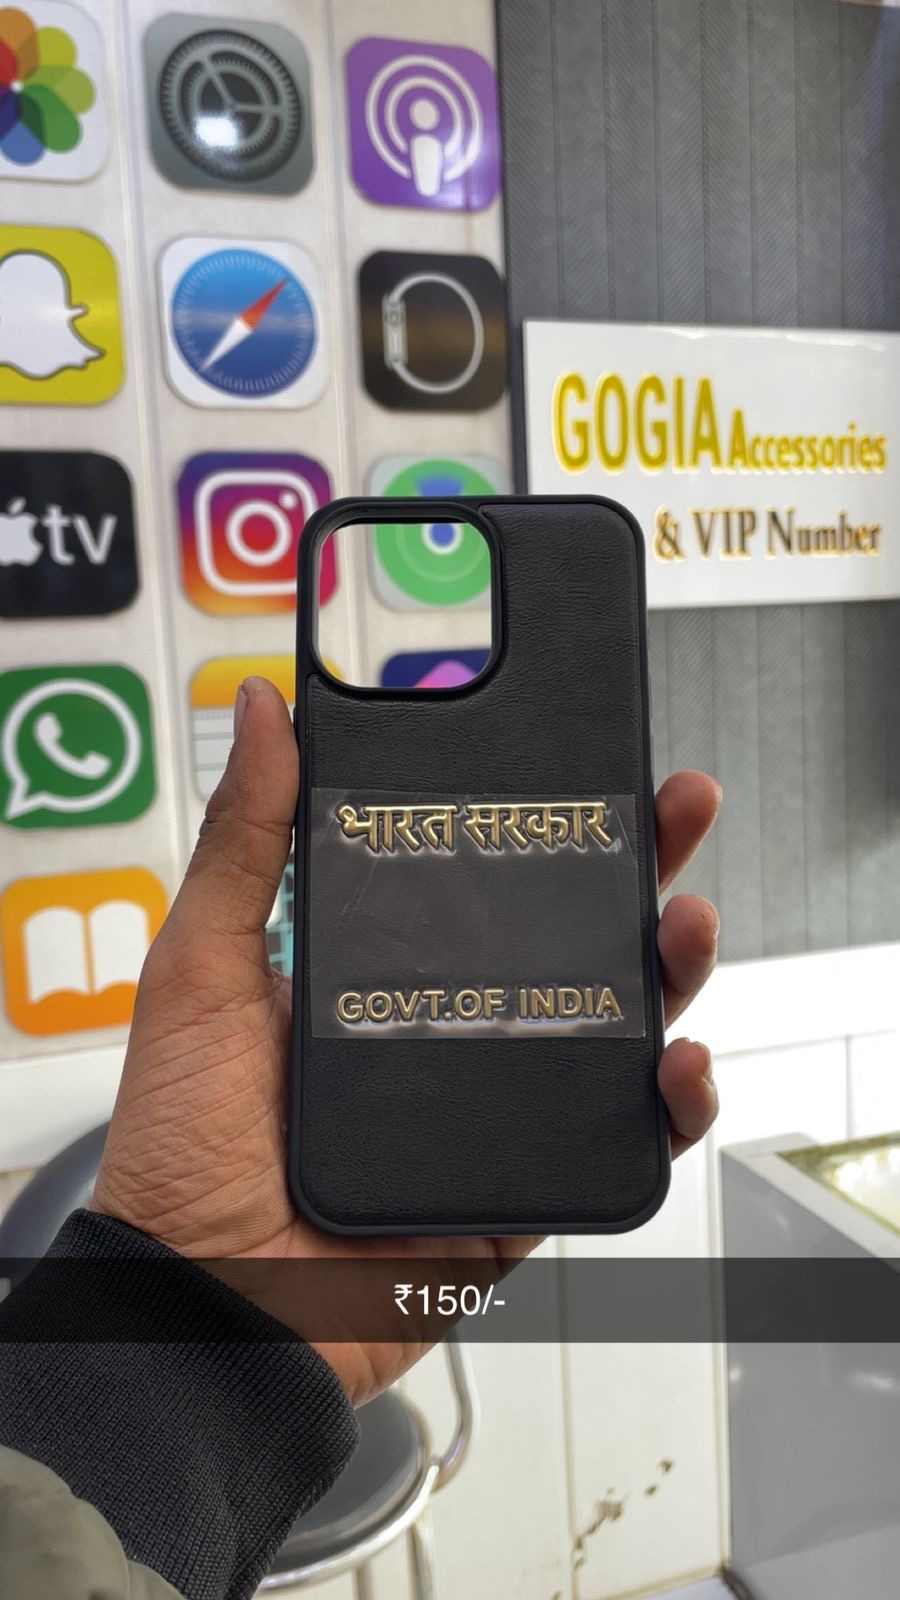 GOGIA Accessories
& VIP Number
tv
भारत सरकार
GOVT.OF INDIA
₹150/-